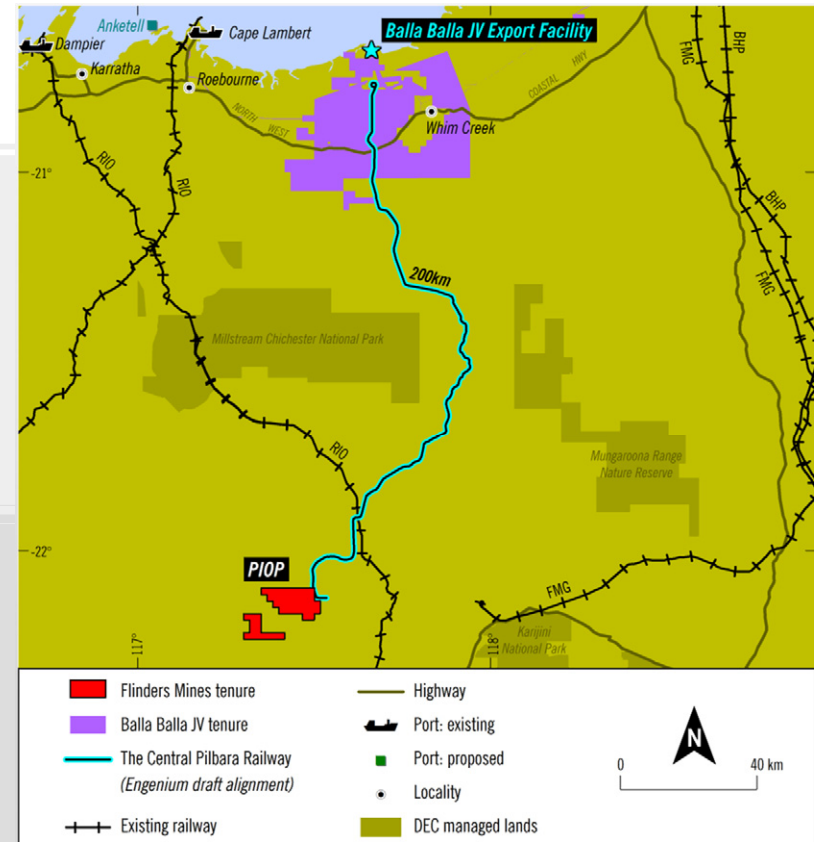 Anketell
Cape Lambert
Balla Balla JV Export Facility
Dampier
Karratha
Roebourne
NORTH
WEST
COASTAL
HWY
Whim Creek
FMG
BHP
-21°
RIO
RIO
BHP
FMG
200km
Millstream Chichester National Park
RIO
Mungaroona Range
Nature Reserve
-22°
PIOP
FMG
117°
118°
Karijini
National Park
Flinders Mines tenure
Balla Balla JV tenure
The Central Pilbara Railway
(Engenium draft alignment)
Existing railway
Highway
Port: existing
Port: proposed
Locality
DEC managed lands
N
0
40 km